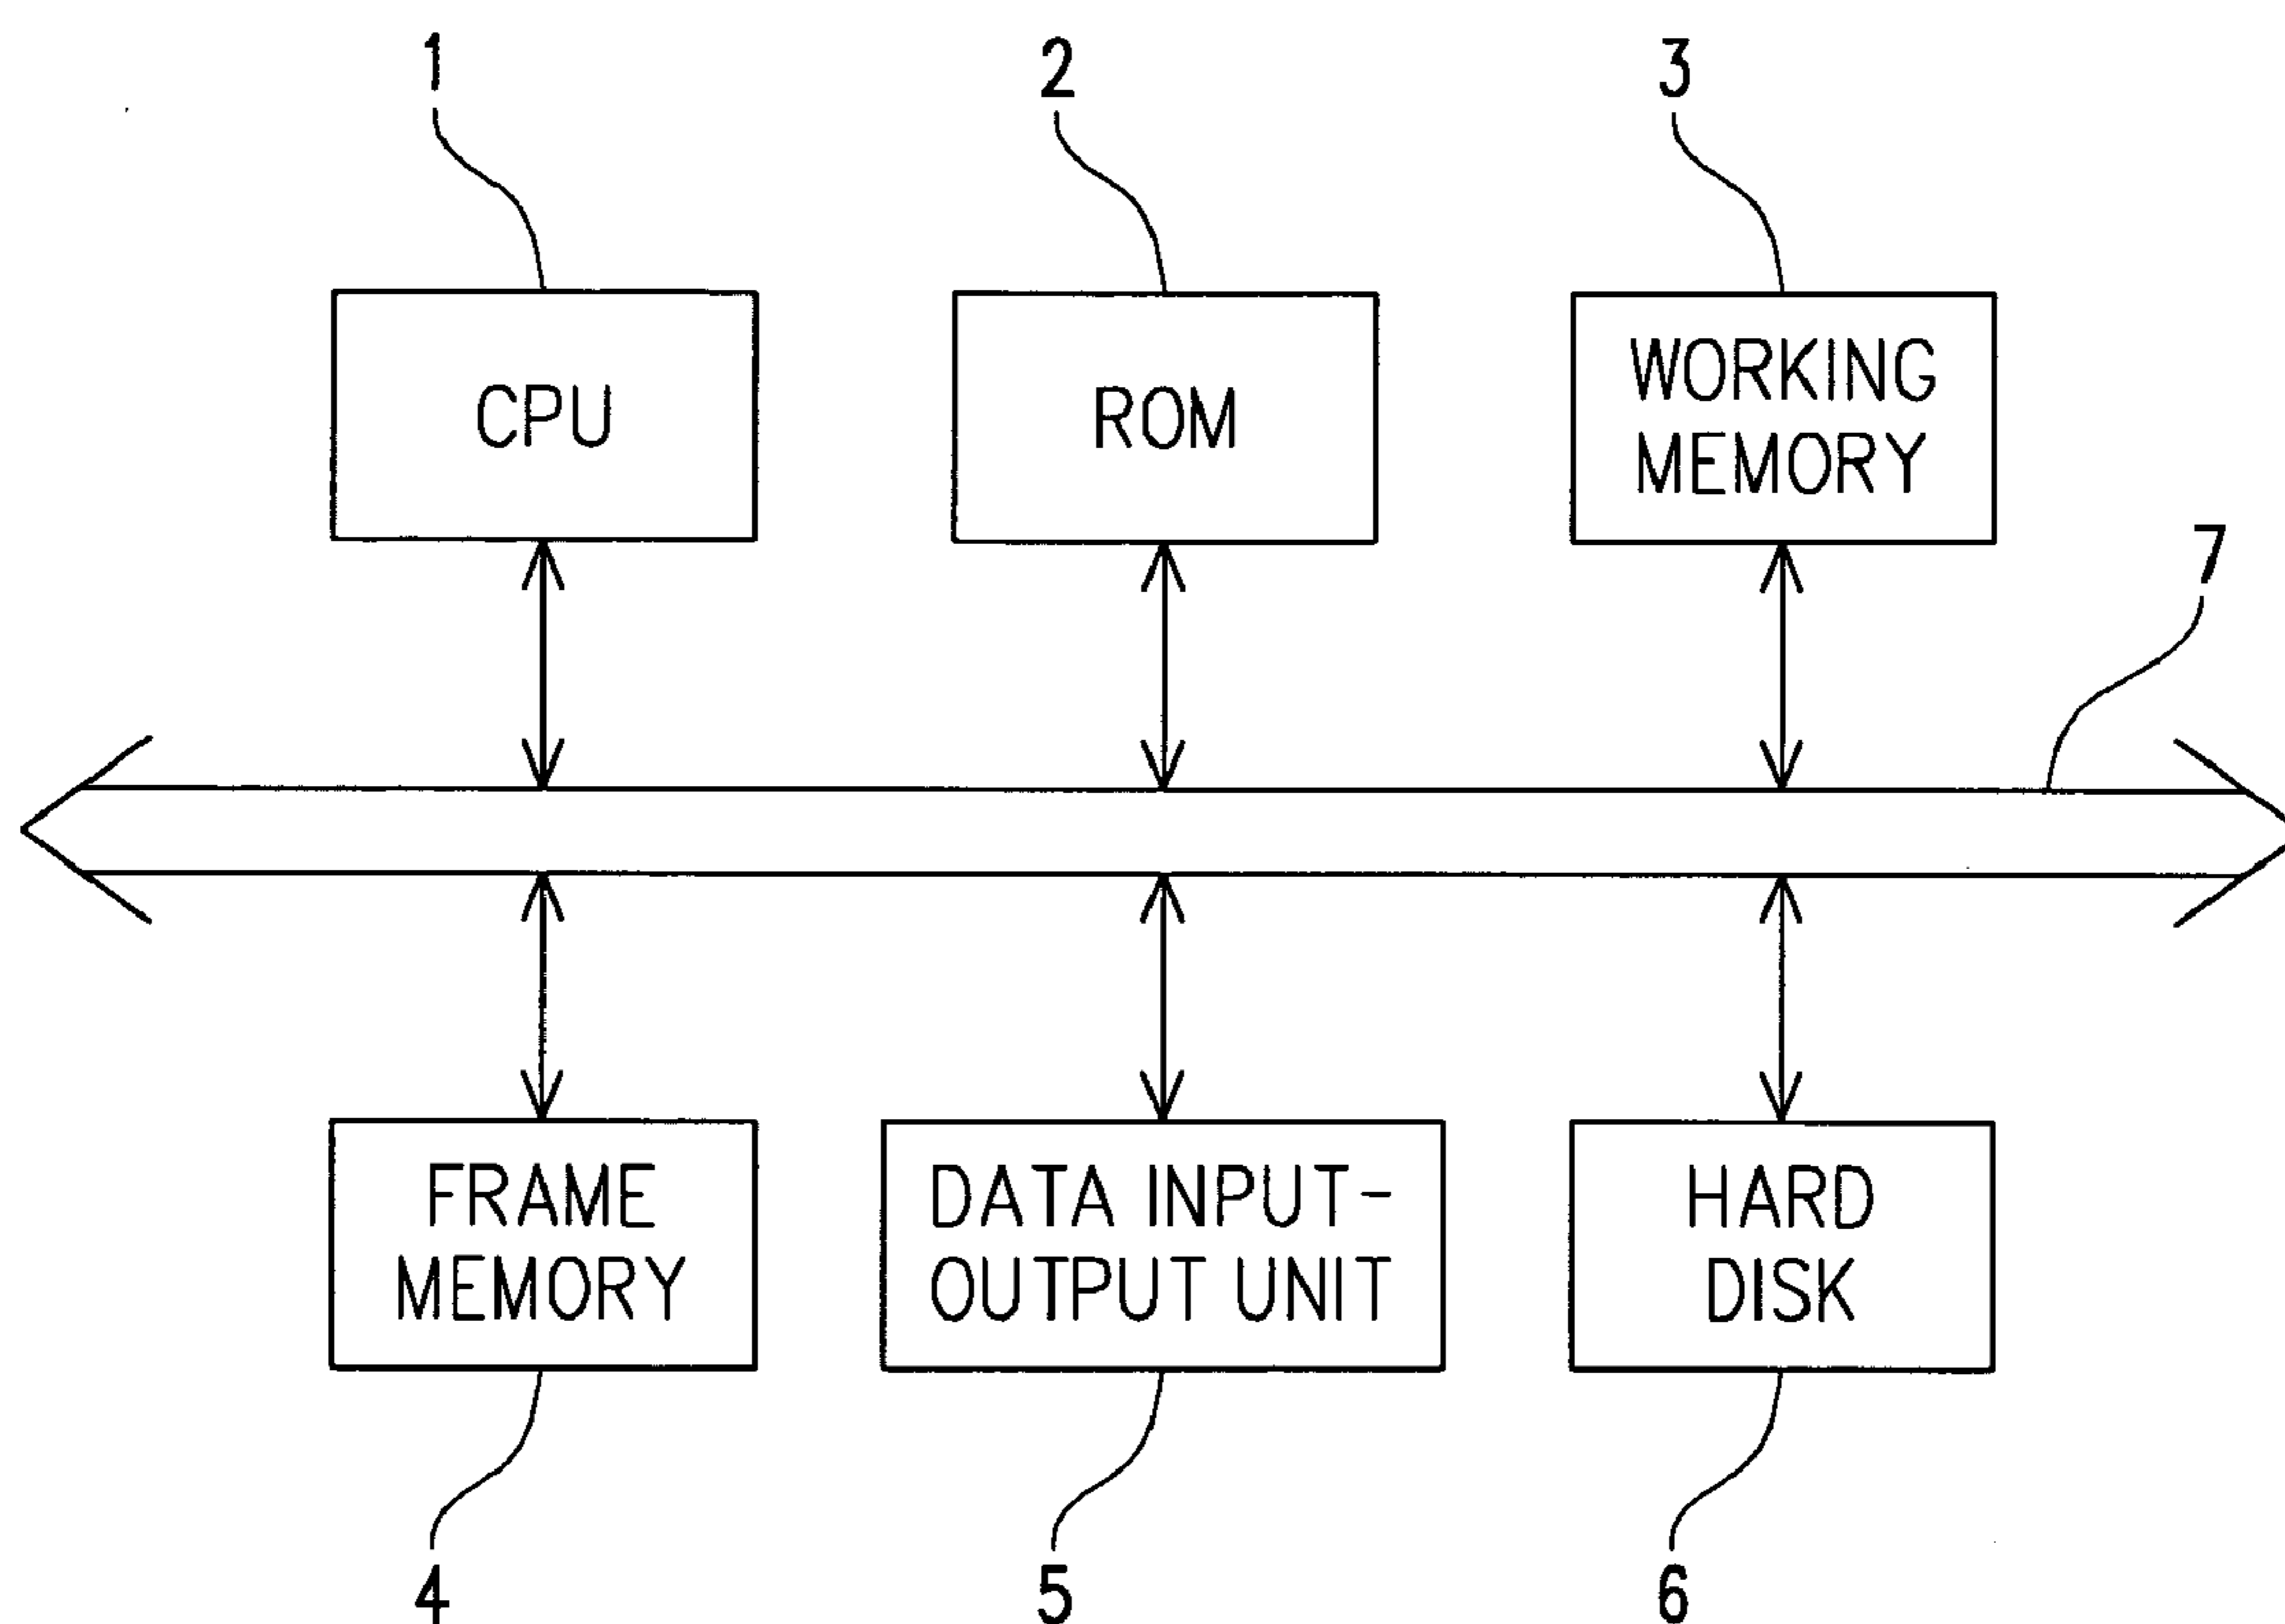 1
2
3
CPU
ROM
WORKING
MEMORY
7
FRAME
MEMORY
DATA INPUT-
OUTPUT UNIT
HARD
DISK
4
5
6